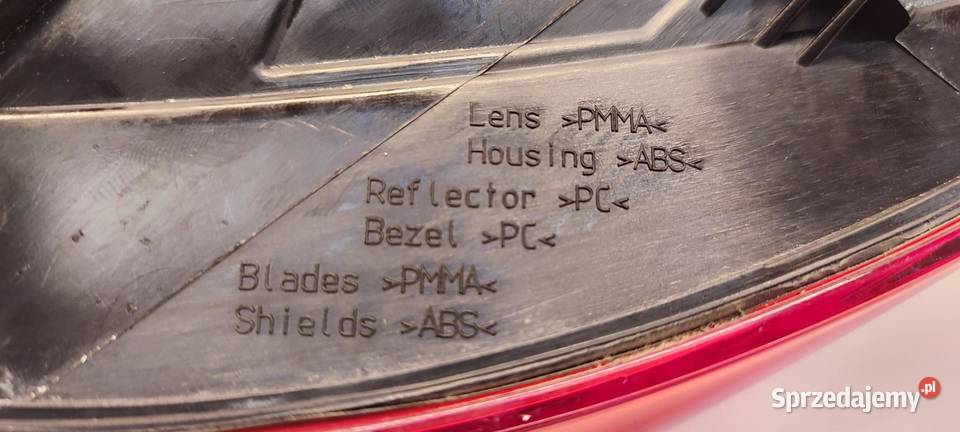 Lens >PMMA<
Housing >ABS<
Reflector >PC<
Bezel >PC<
Blades >PMMA<
Shields >ABS<
Sprzedajemy.pl